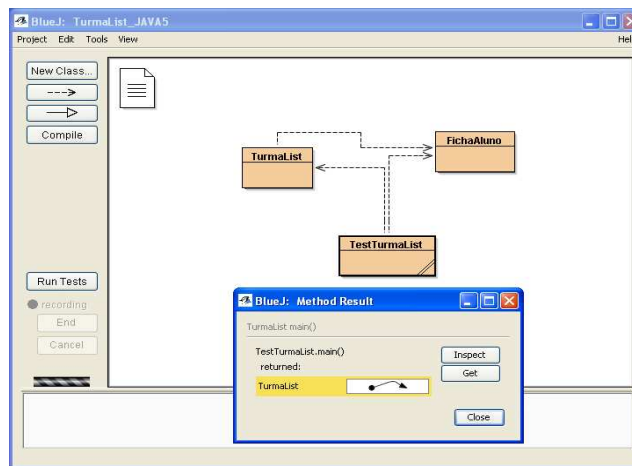 BlueJ: TurmaList_JAVA5
Project Edit Tools View Hel
New Class...
--->
Compile
TurmaList
FichaAluno
TestTurmaList
Run Tests
recording
End
Cancel
BlueJ: Method Result
TurmaList main()
TestTurmaList.main()
returned:
TurmaList
Inspect
Get
Close